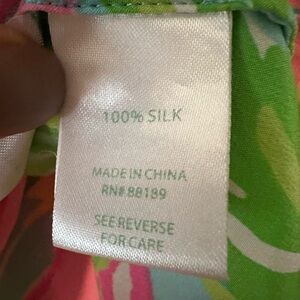 100% SILK
MADE IN CHINA
RN# 88189
SEE REVERSE
FOR CARE